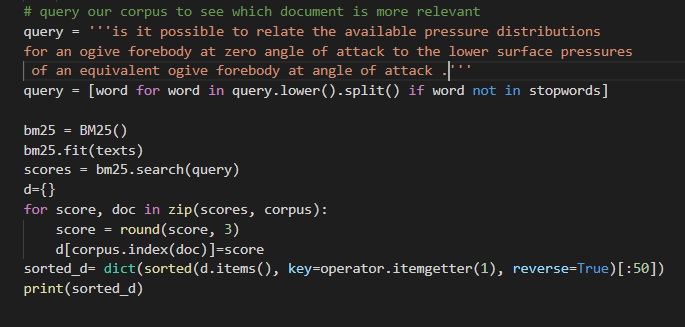 # query our corpus to see which document is more relevant
query = '''is it possible to relate the available pressure distributions
for an ogive forebody at zero angle of attack to the lower surface pressures
 of an equivalent ogive forebody at angle of attack .'''
query = [word for word in query.lower().split() if word not in stopwords]

bm25 = BM25()
bm25.fit(texts)
scores = bm25.search(query)
d={}
for score, doc in zip(scores, corpus):
    score = round(score, 3)
    d[corpus.index(doc)]=score
sorted_d= dict(sorted(d.items(), key=operator.itemgetter(1), reverse=True)[:50])
print(sorted_d)